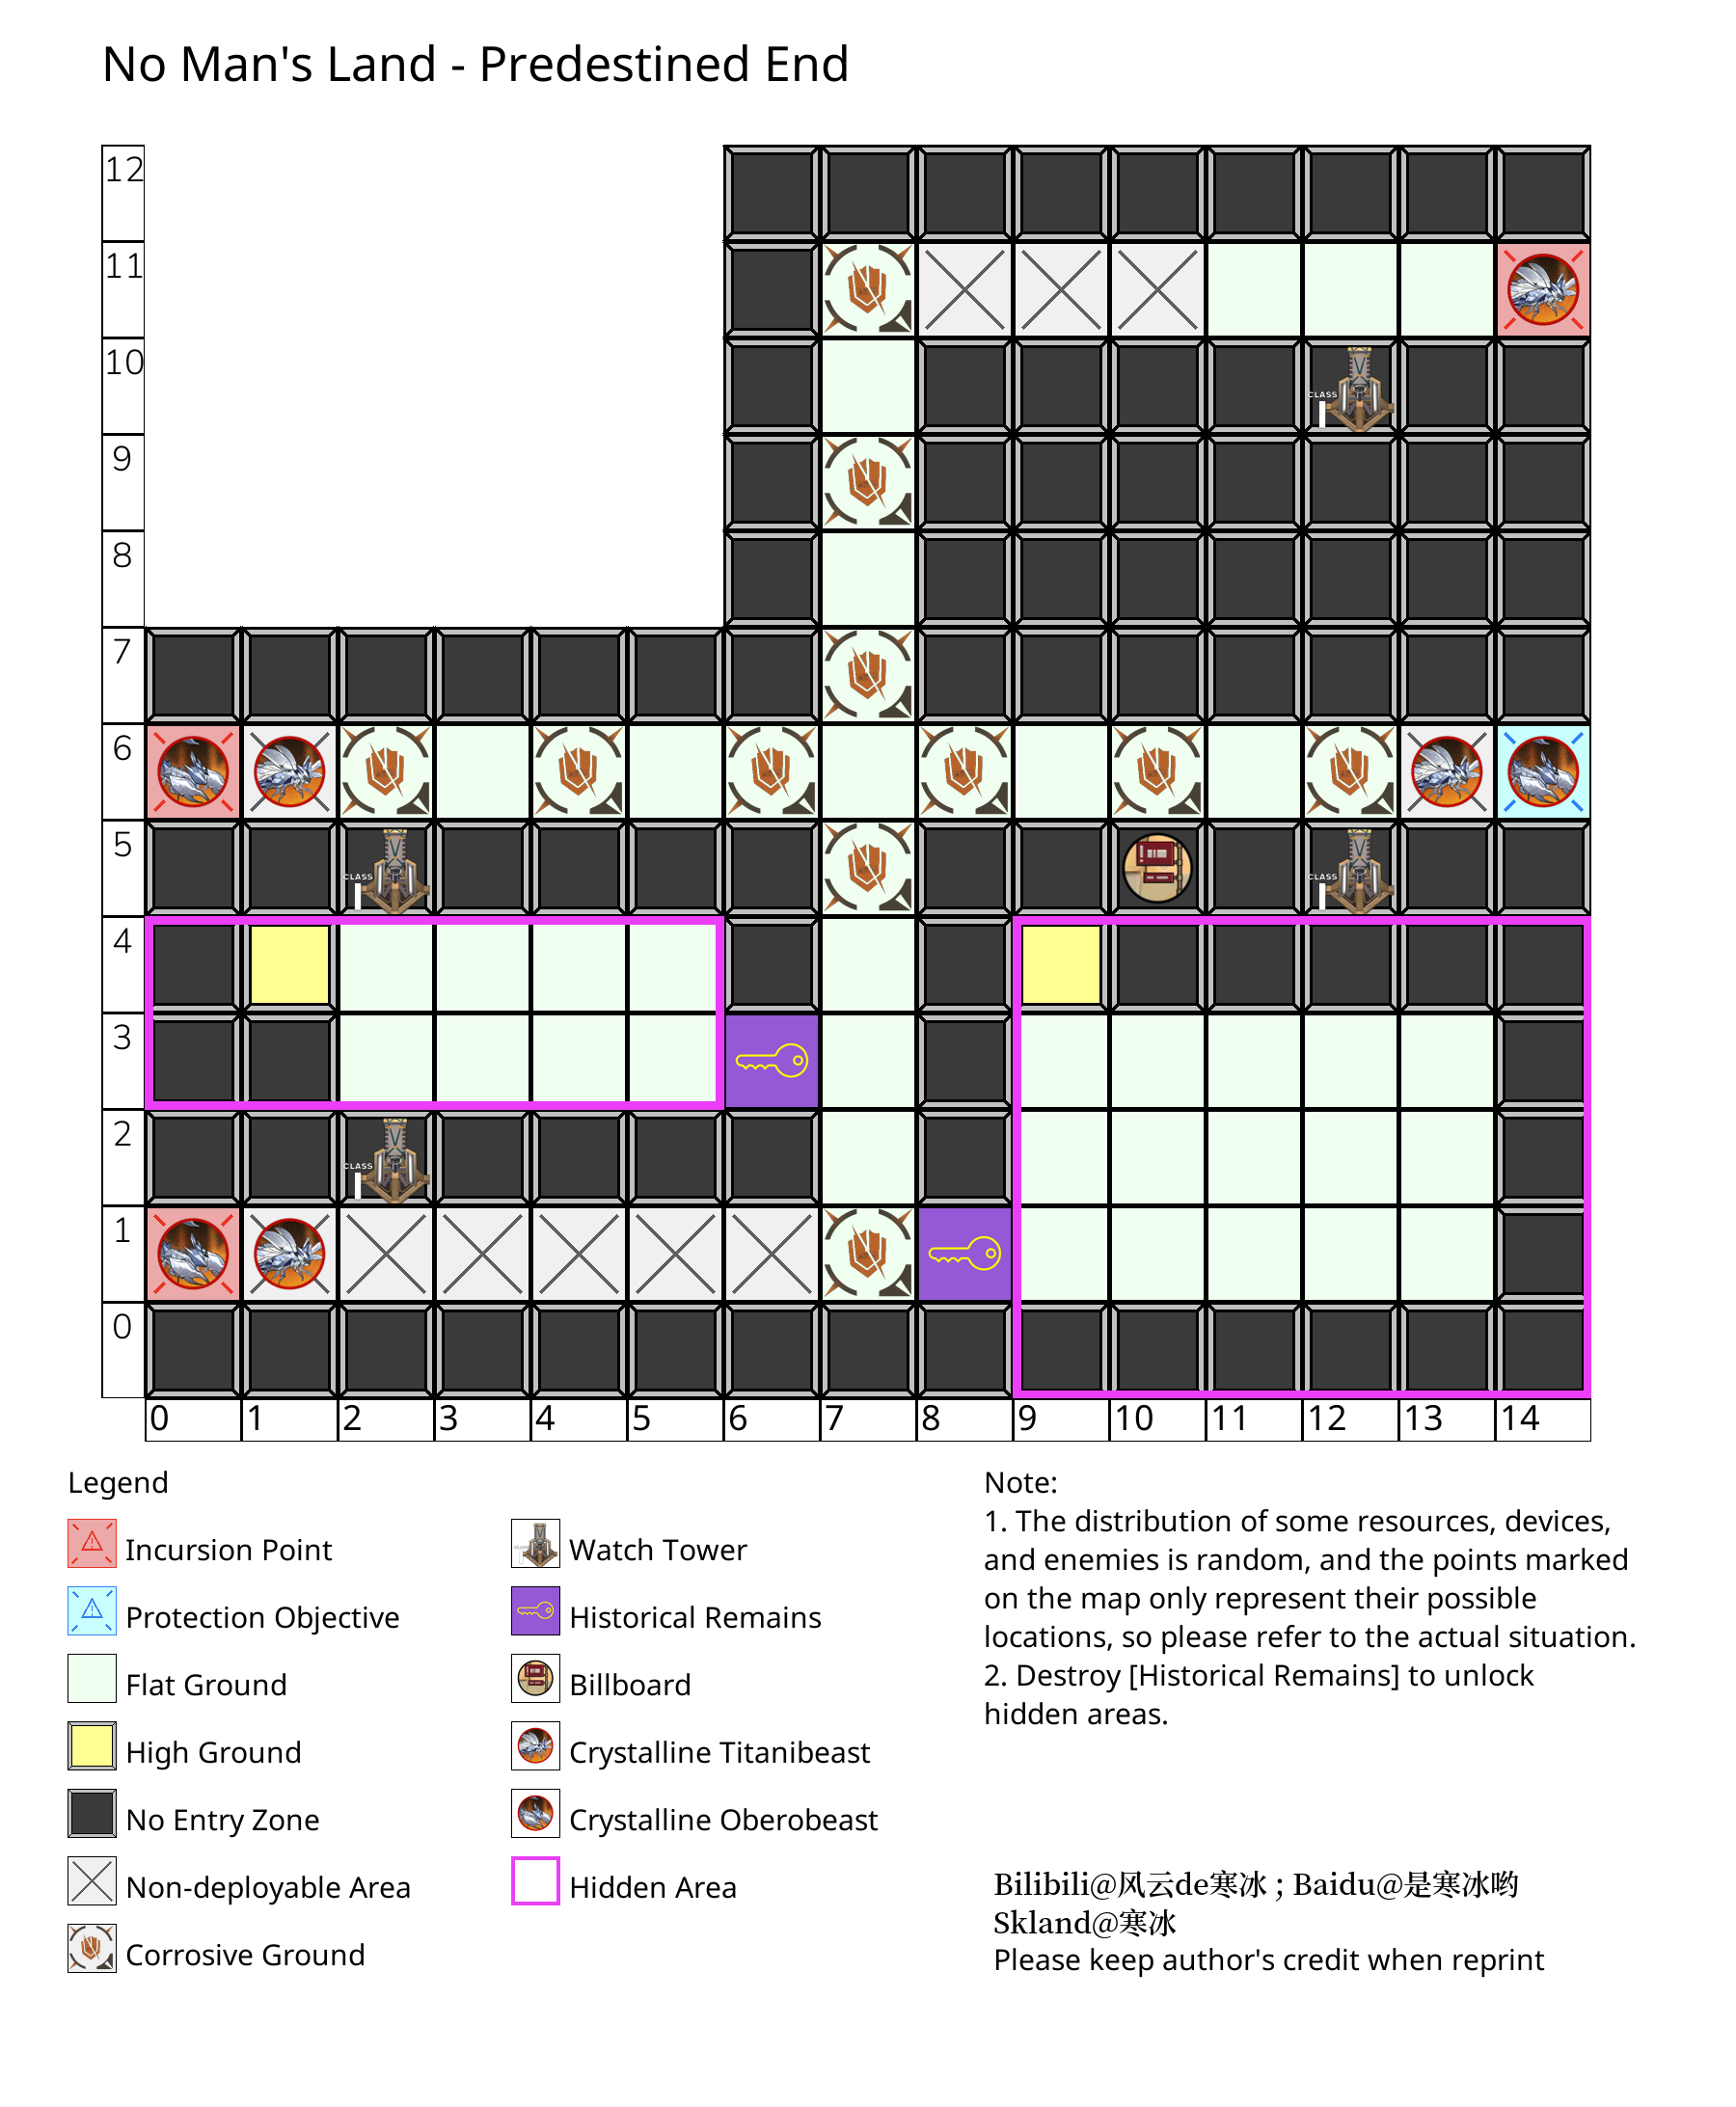 No Man's Land - Predestined End
12
11
10
CLASS
I
9
8
7
6
5
CLASS
I
CLASS
I
4
3
2
CLASS
I
1
0
0 1 2 3 4 5 6 7 8 9 10 11 12 13 14
Legend
Incursion Point
Protection Objective
Flat Ground
High Ground
No Entry Zone
Non-deployable Area
Corrosive Ground
Watch Tower
Historical Remains
Billboard
Crystalline Titanibeast
Crystalline Oberobeast
Hidden Area
Note:
1. The distribution of some resources, devices,
and enemies is random, and the points marked
on the map only represent their possible
locations, so please refer to the actual situation.
2. Destroy [Historical Remains] to unlock
hidden areas.
Bilibili@风云de寒冰 ; Baidu@是寒冰哟
Skland@寒冰
Please keep author's credit when reprint